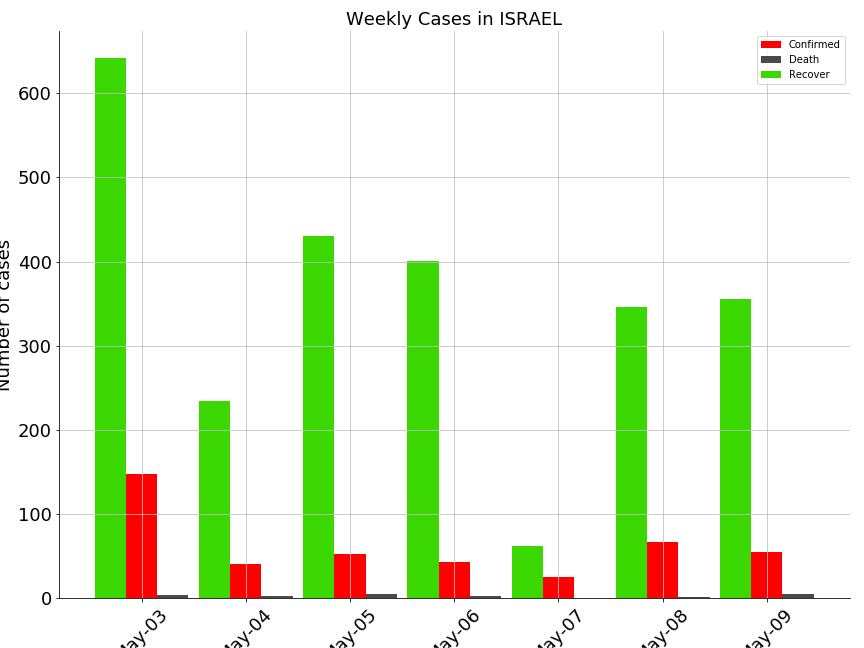 Weekly Cases in ISRAEL
Confirmed
Death
Recover
Number of cases
600
500
400
300
200
100
0
May-03
May-04
May-05
May-06
May-07
May-08
May-09